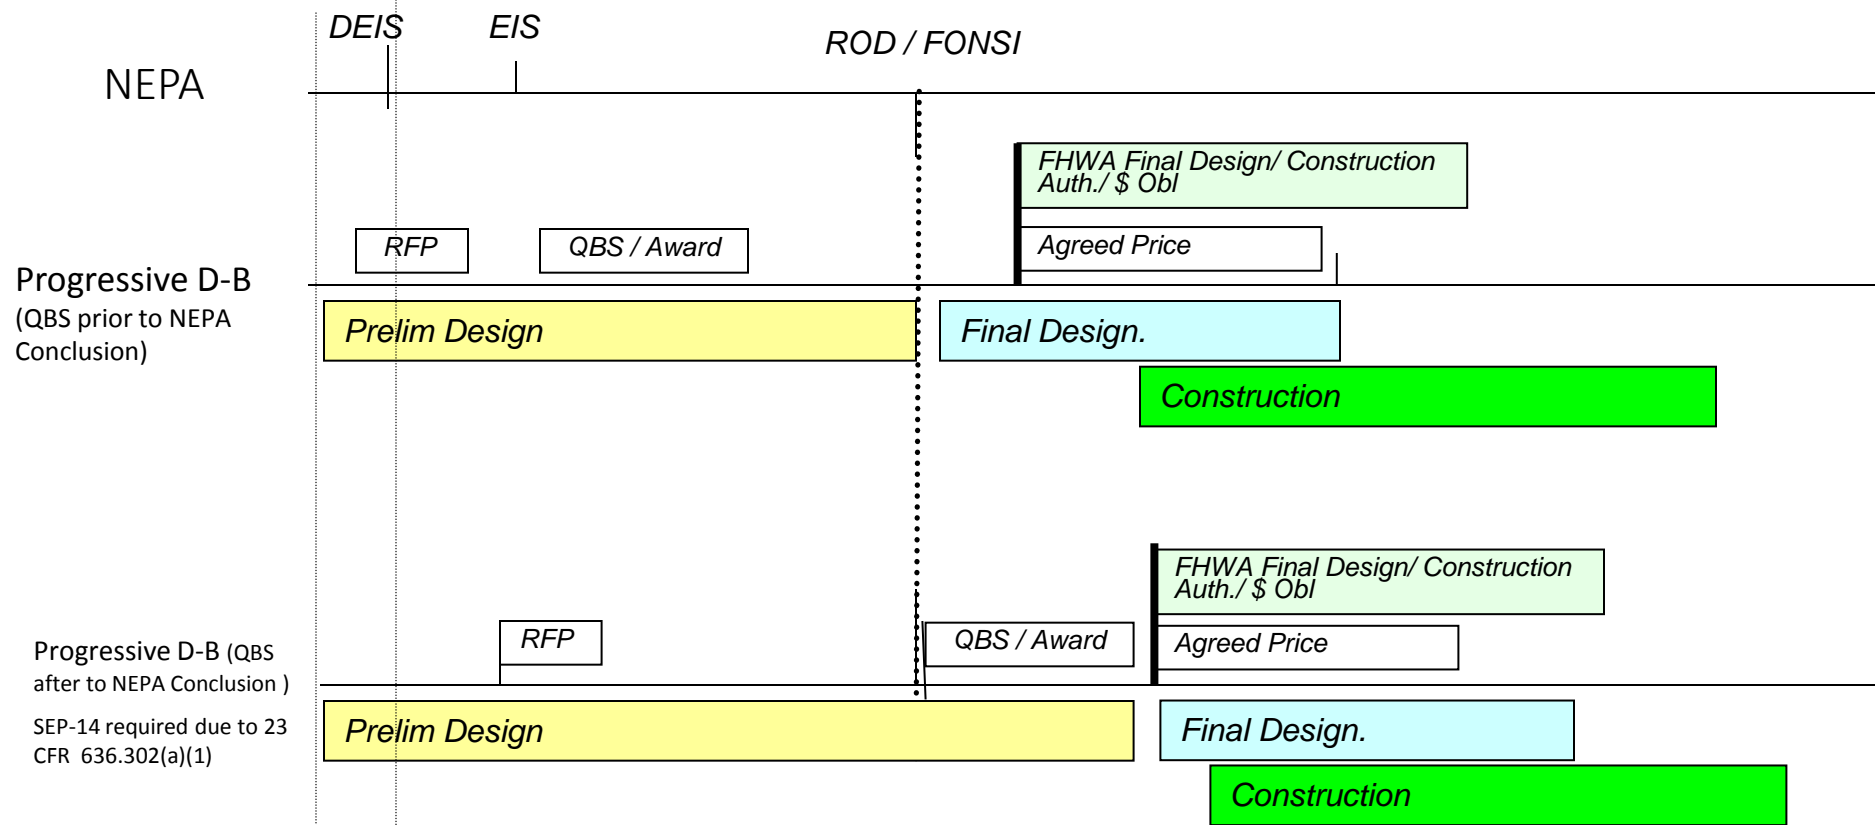 DEIS
EIS
ROD / FONSI
NEPA
FHWA Final Design/ Construction
Auth./ $ Obl
RFP
QBS / Award
Agreed Price
Progressive D-B
(QBS prior to NEPA
Conclusion)
Prelim Design
Final Design.
Construction
FHWA Final Design/ Construction
Auth./ $ Obl
RFP
QBS / Award
Agreed Price
Progressive D-B (QBS
after to NEPA Conclusion )
SEP-14 required due to 23
CFR 636.302(a)(1)
Prelim Design
Final Design.
Construction